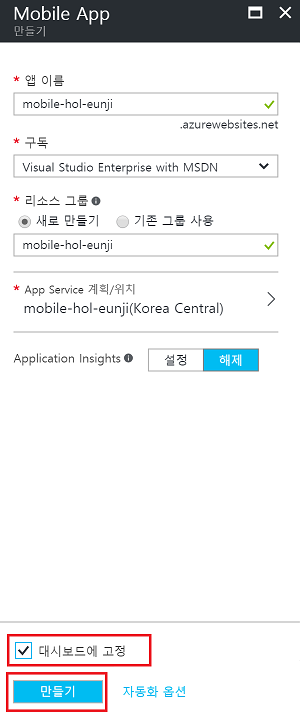 Mobile App
만들기
* 앱 이름
mobile-hol-eunji
.azurewebsites.net
* 구독
Visual Studio Enterprise with MSDN
* 리소스 그룹
새로 만들기 기존 그룹 사용
mobile-hol-eunji
* App Service 계획/위치
mobile-hol-eunji(Korea Central)
Application Insights 설정 해제
대시보드에 고정
만들기 자동화 옵션